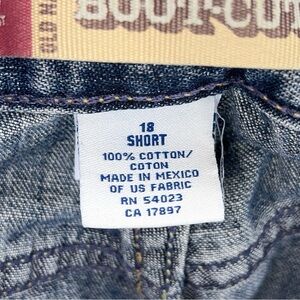 OLD NA
BOOT-CUT
18
SHORT
100% COTTON/
COTON
MADE IN MEXICO
OF US FABRIC
RN 54023
CA 17897